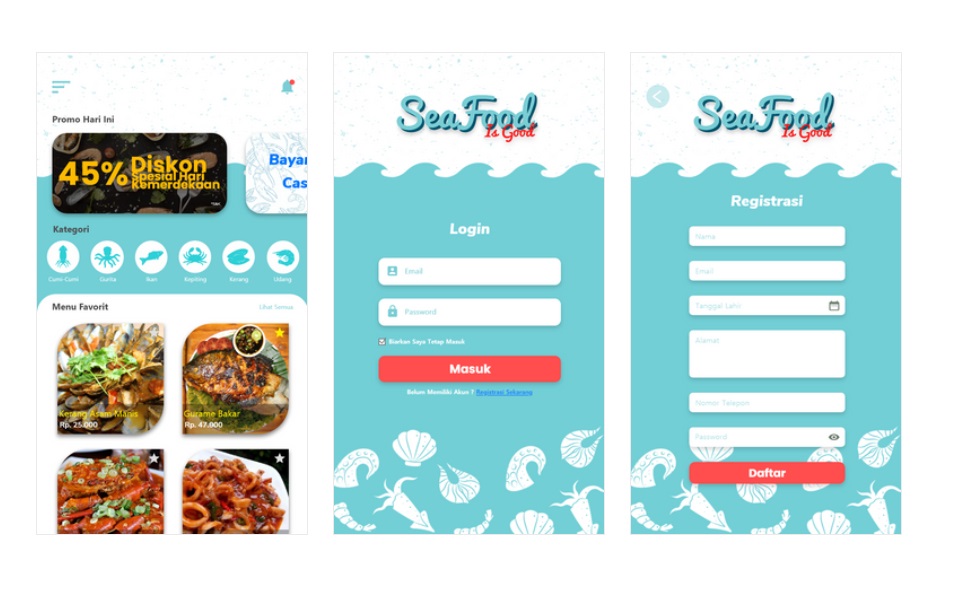 Promo Hari Ini
45% Diskon
Spesial Hari
Kemerdekaan
Bayar
Cas
Kategori
Cumi-Cumi
Gurita
Ikan
Kepiting
Kerang
Udang
Menu Favorit
Lihat Semua
Kerang Asam Manis
Rp. 25.000
Gurame Bakar
Rp. 47.000
SeaFood
Is Good
Login
Email
Password
Biarkan Saya Tetap Masuk
Masuk
Belum Memiliki Akun ? Registrasi Sekarang
SeaFood
Is Good
Registrasi
Name
Email
Tanggal Lahir
Alamat
Nomor Telepon
Password
Daftar